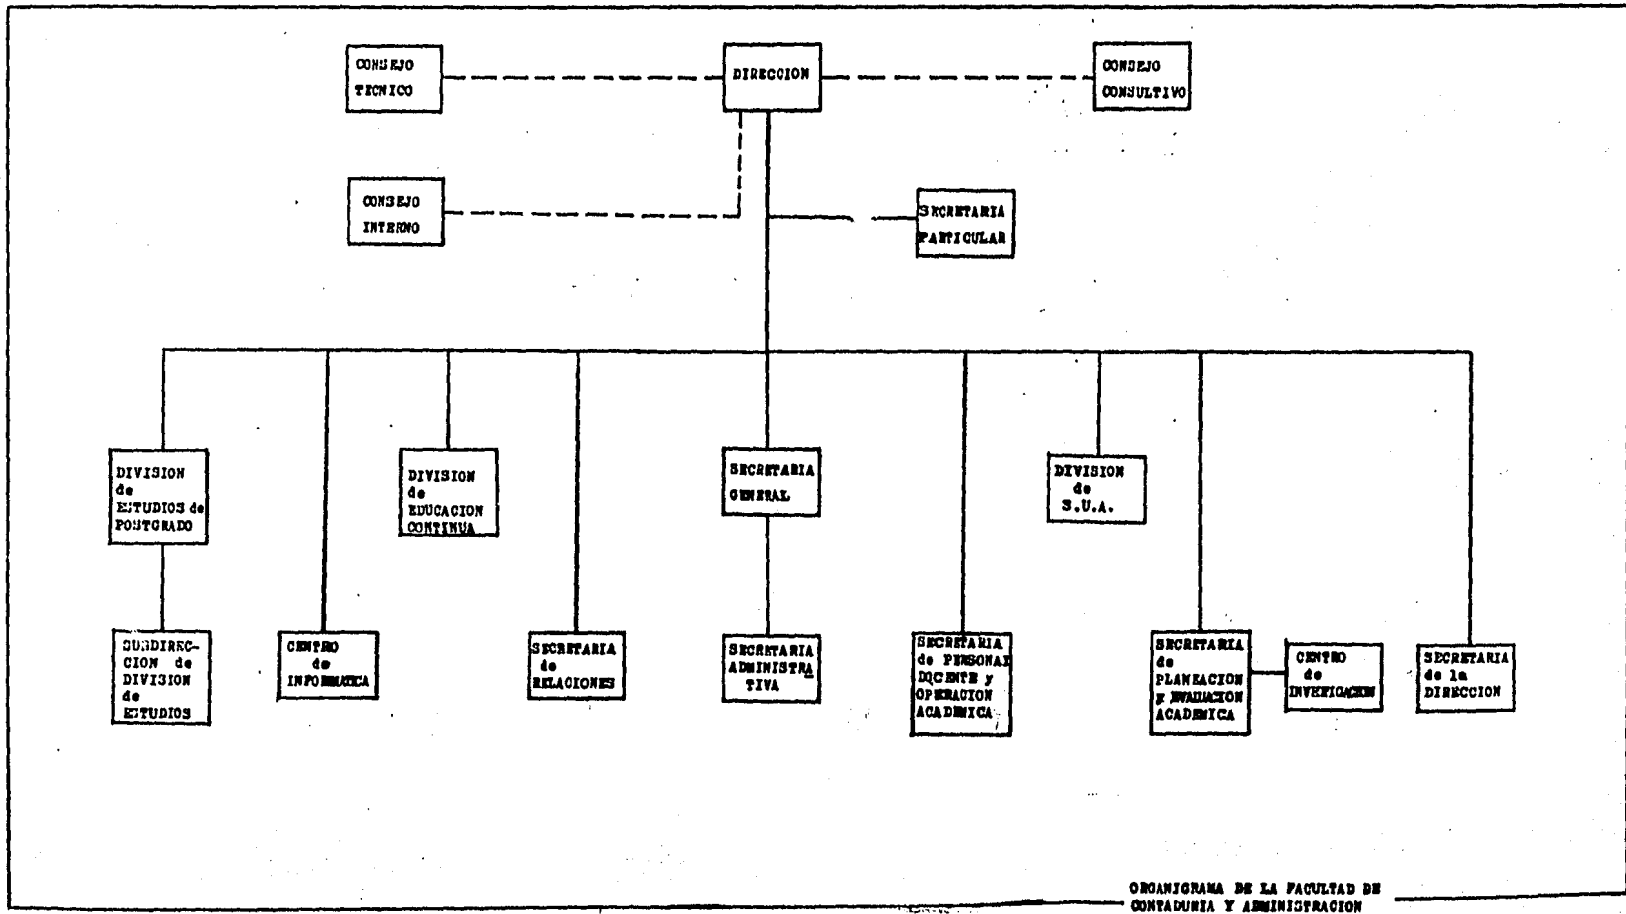 CONSEJO
TECNICO
DIRECCION
CONSEJO
CONSULTIVO
CONSEJO
INTERNO
SECRETARIA
PARTICULAR
DIVISION
de
ESTUDIOS de
POSTGRADO
DIVISION
de
EDUCACION
CONTINUA
SECRETARIA
GENERAL
DIVISION
de
S.U.A.
SUBDIREC-
CION de
DIVISION
de
ESTUDIOS
CENTRO
de
INFORMATICA
SECRETARIA
de
RELACIONES
SECRETARIA
ADMINISTRA
TIVA
SECRETARIA
de PERSONAL
DOCENTE y
OPERACION
ACADEMICA
SECRETARIA
de
PLANEACION
y EVALUACION
ACADEMICA
CENTRO
de
INVETIGACION
SECRETARIA
de la
DIRECCION
ORGANIGRAMA DE LA FACULTAD DE
CONTADURIA Y ADMINISTRACION